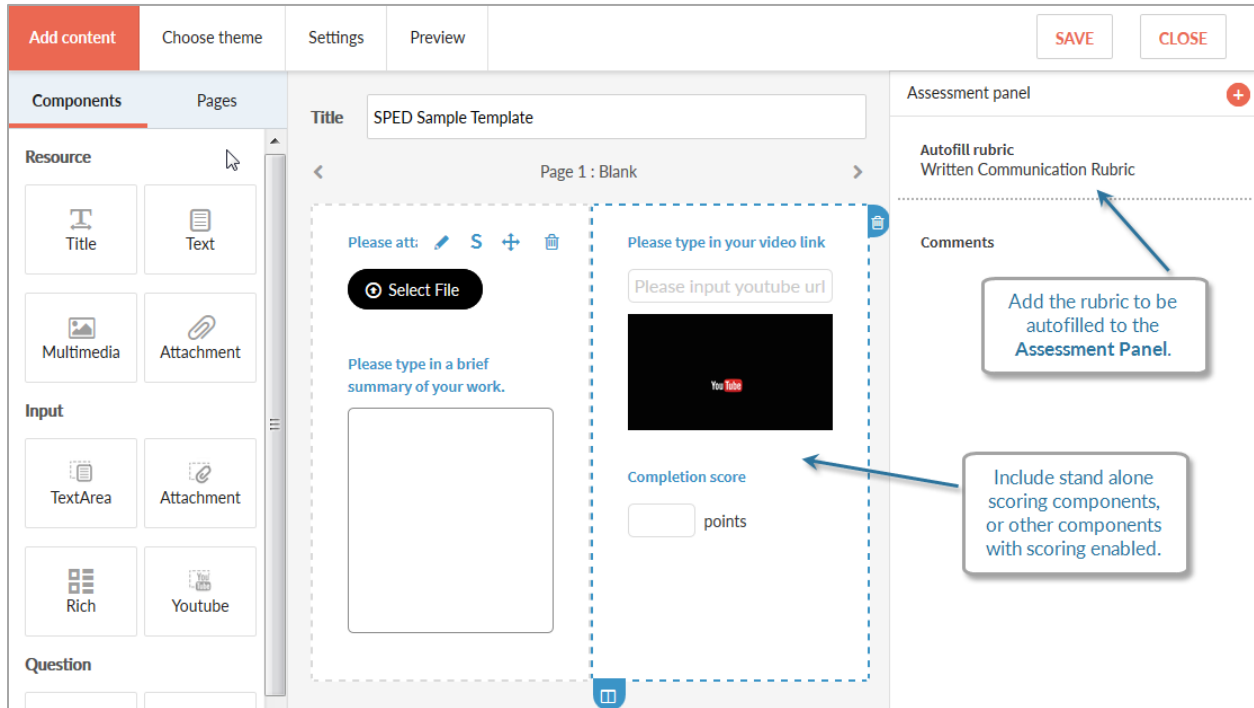 Add content
Choose theme
Settings
Preview
SAVE
CLOSE
Components
Pages
Resource
Title
Text
Multimedia
Attachment
Input
TextArea
Attachment
Rich
Youtube
Question
Title
SPED Sample Template
Page 1 : Blank
Please att
S
Select File
Please type in a brief
summary of your work.
Please type in your video link
Please input youtube url
YouTube
Completion score
points
Assessment panel
Autofill rubric
Written Communication Rubric
Comments
Add the rubric to be
autofilled to the
Assessment Panel.
Include stand alone
scoring components,
or other components
with scoring enabled.